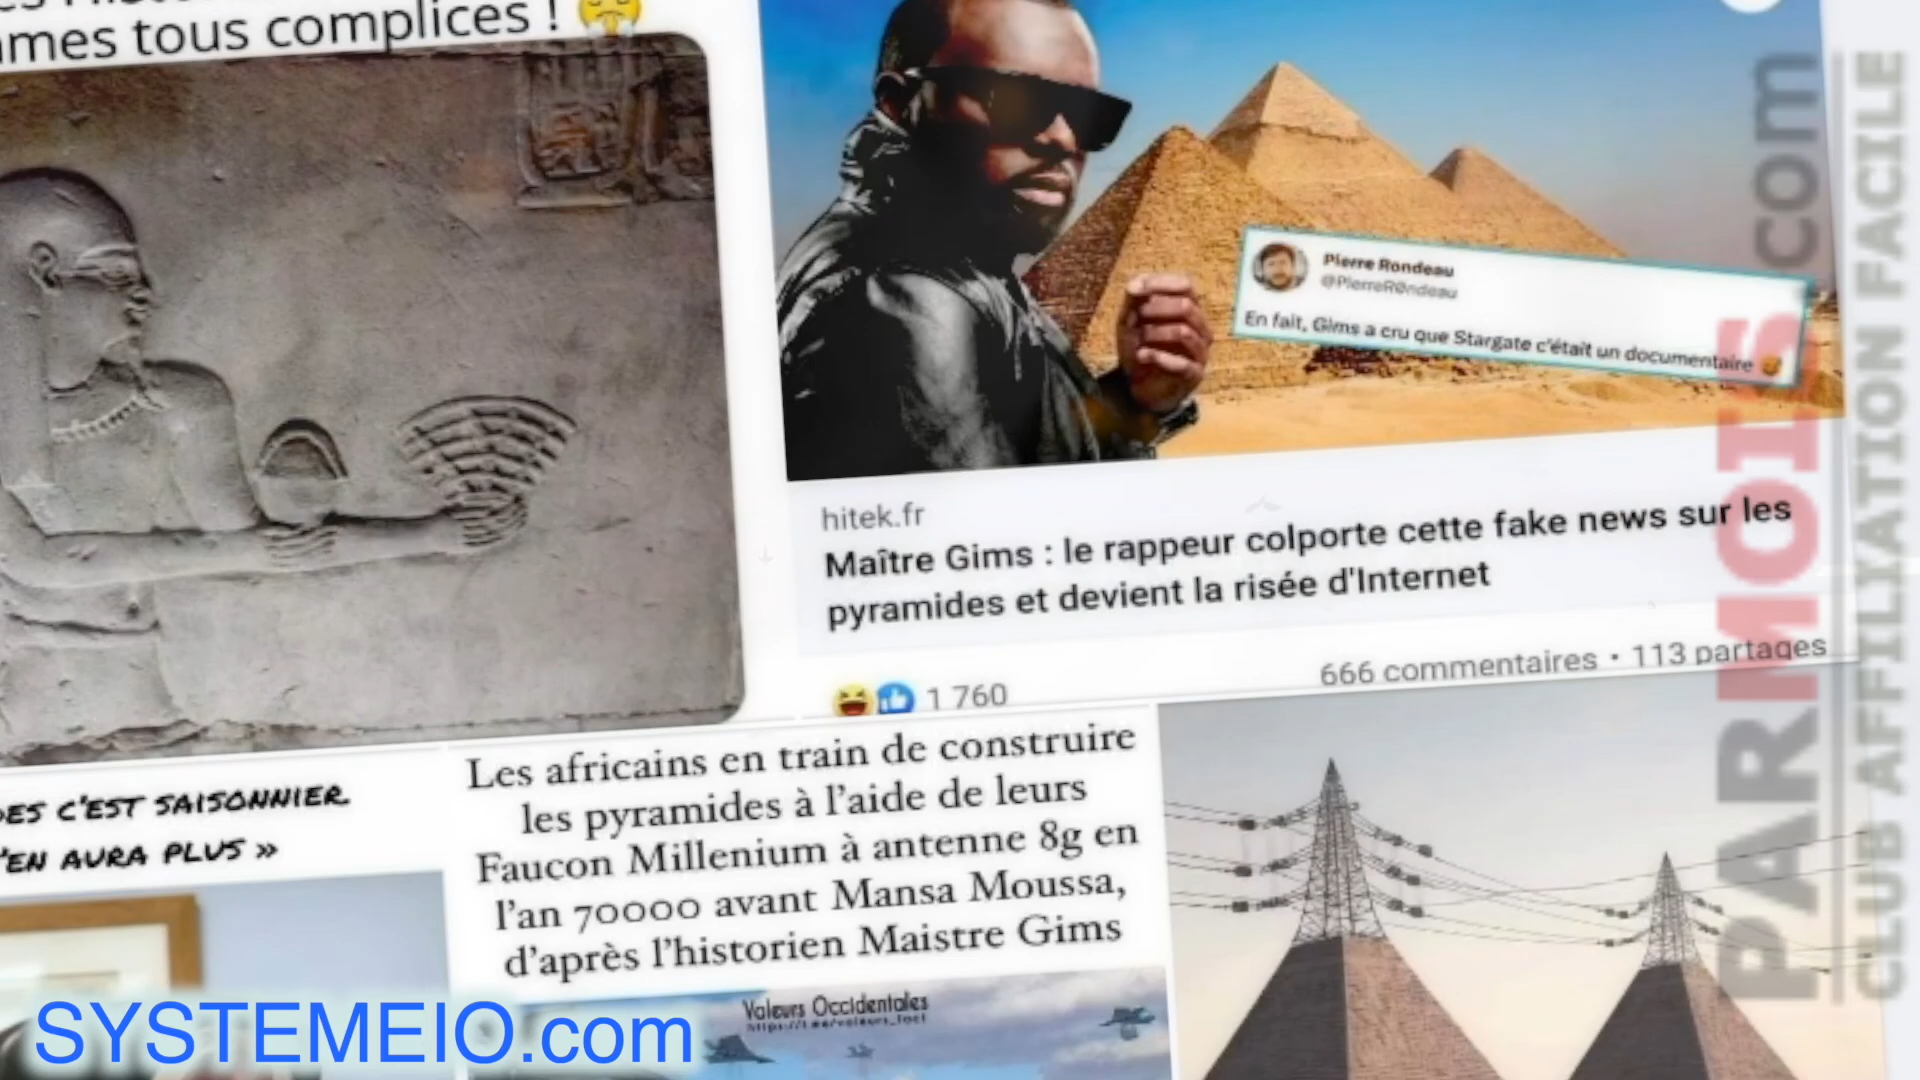 mes tous complices !
Pierre Rondeau
@PierreR0ndeau
En fait, Gims a cru que Stargate c'était un documentaire
hitek.fr
Maître Gims : le rappeur colporte cette fake news sur les
pyramides et devient la risée d'Internet
1 760
666 commentaires • 113 partages
C'EST SAISONNIER
EN AURA PLUS »
Les africains en train de construire
les pyramides à l'aide de leurs
Faucon Millenium à antenne 8g en
l'an 70000 avant Mansa Moussa,
d'après l'historien Maistre Gims
Valeurs Occidentales
SYSTEMEIO.com
PARMOIS.com
CLUB AFFILIATION FACILE